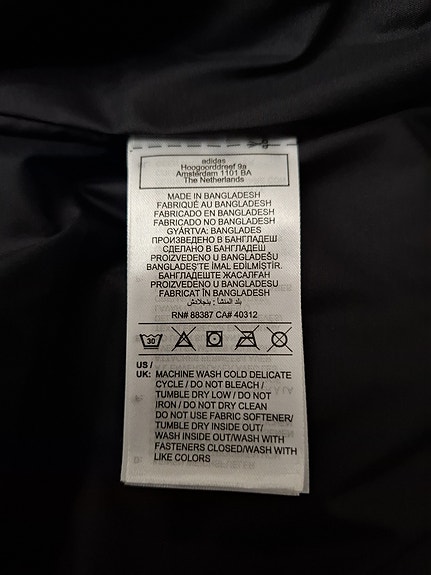 adidas
Hoogoorddreef 9a
Amsterdam 1101 BA
The Netherlands
MADE IN BANGLADESH
FABRIQUÉ AU BANGLADESH
FABRICADO EN BANGLADESH
FABRICADO NO BANGLADESH
GYÁRTVA: BANGLADES
ПРОИЗВЕДЕНО В БАНГЛАДЕШ
СДЕЛАНО В БАНГЛАДЕШ
PROIZVEDENO U BANGLADEŠU
BANGLADEŞ'TE İMAL EDİLMİŞTİR.
БАНГЛАДЕШТЕ ЖАСАЛҒАН
PROIZVEDENO U BANGLADESU
FABRICAT ÎN BANGLADESH
بلد المنشأ : بنجلادش
RN# 88387 CA# 40312
30
US /
UK: MACHINE WASH COLD DELICATE
CYCLE / DO NOT BLEACH /
TUMBLE DRY LOW / DO NOT
IRON / DO NOT DRY CLEAN
DO NOT USE FABRIC SOFTENER/
TUMBLE DRY INSIDE OUT/
WASH INSIDE OUT/WASH WITH
FASTENERS CLOSED/WASH WITH
LIKE COLORS